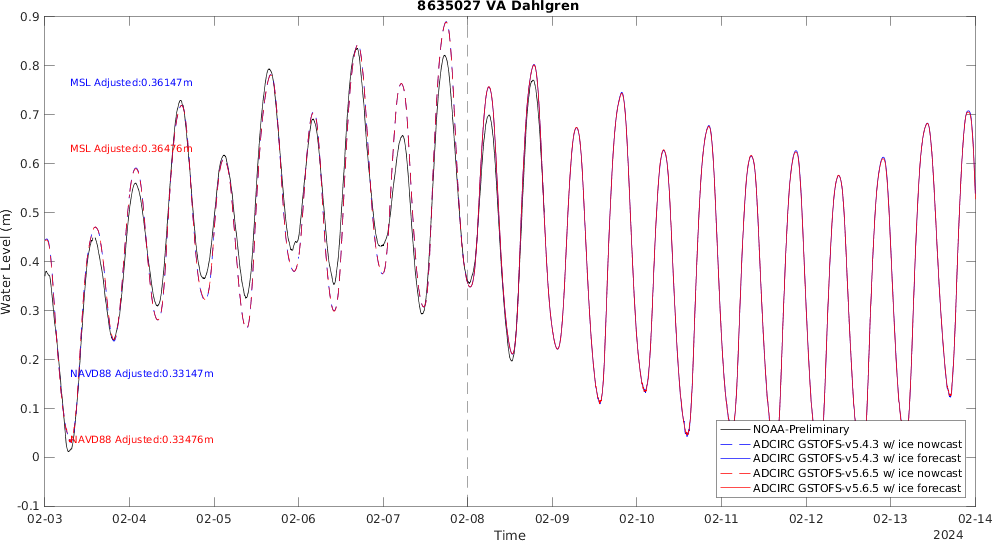 8635027 VA Dahlgren
0.9
0.8
0.7
0.6
0.5
0.4
0.3
0.2
0.1
0
-0.1
Water Level (m)
MSL Adjusted:0.36147m
MSL Adjusted:0.36476m
NAVD88 Adjusted:0.33147m
NAVD88 Adjusted:0.33476m
NOAA-Preliminary
ADCIRC GSTOFS-v5.4.3 w/ ice nowcast
ADCIRC GSTOFS-v5.4.3 w/ ice forecast
ADCIRC GSTOFS-v5.6.5 w/ ice nowcast
ADCIRC GSTOFS-v5.6.5 w/ ice forecast
02-03 02-04 02-05 02-06 02-07 02-08 02-09 02-10 02-11 02-12 02-13 02-14
Time
2024